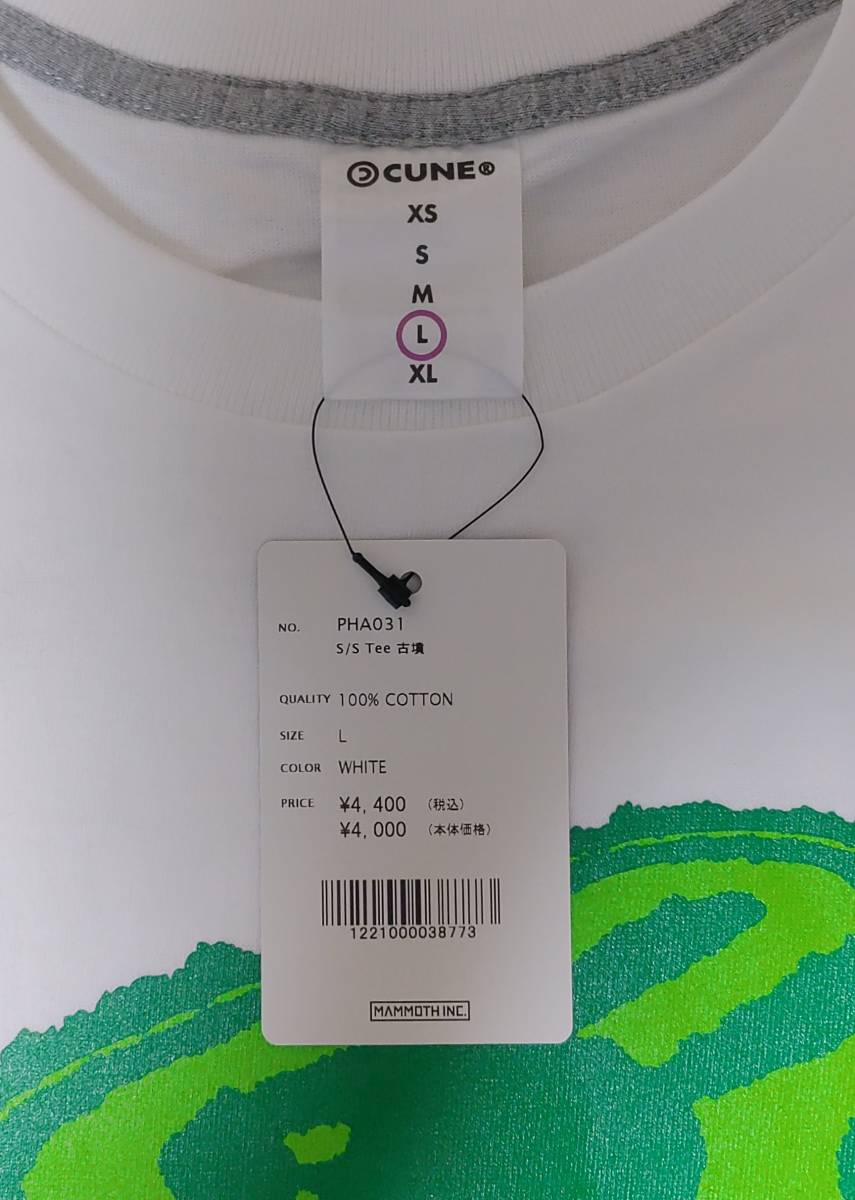 CUNE®
XS
S
M
L
XL
NO. PHA031
S/S Tee 古墳
QUALITY 100% COTTON
SIZE L
COLOR WHITE
PRICE ¥4,400 (税込)
¥4,000 (本体価格)
1221000038773
MAMMOTH INC.